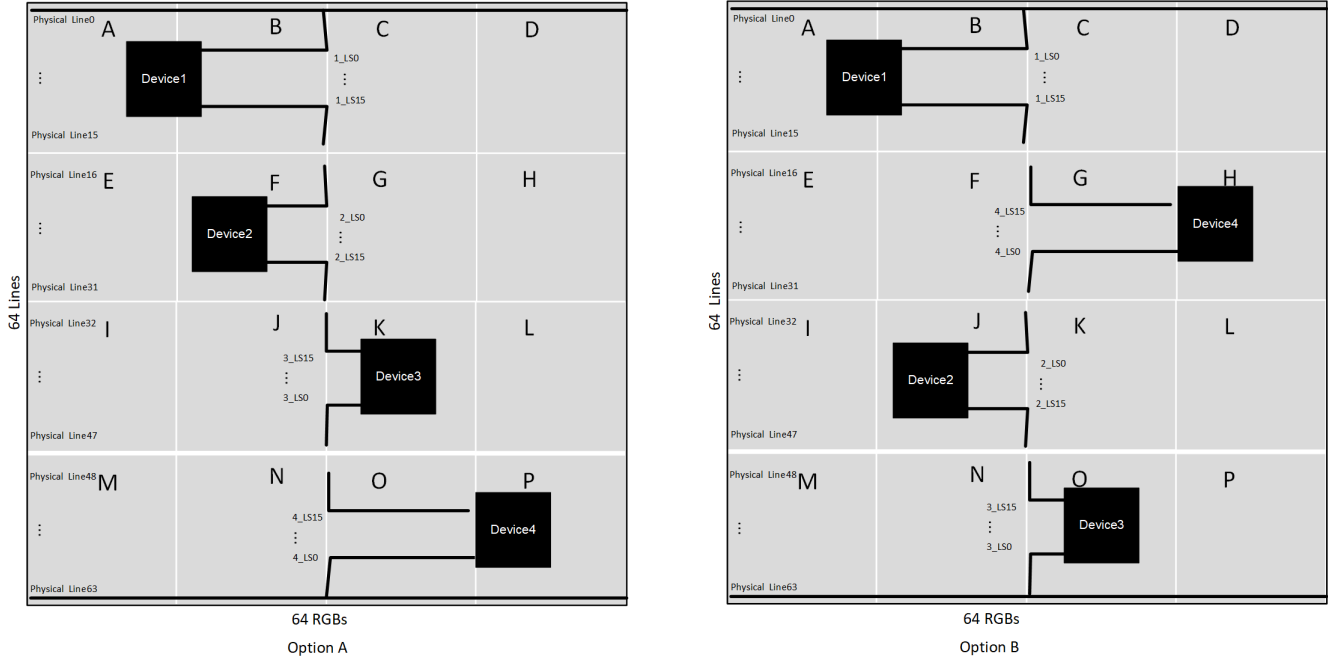 Physical Line0
A
B
C
D
Device1
1_LS0
⋮
⋮
1_LS15
Physical Line15
Physical Line16
E
F
G
H
Device2
2_LS0
⋮
⋮
2_LS15
Physical Line31
Physical Line32
I
J
K
L
3_LS15
Device3
⋮
⋮
3_LS0
Physical Line47
Physical Line48
M
N
O
P
4_LS15
Device4
⋮
⋮
4_LS0
Physical Line63
64 Lines
64 RGBs
Option A
Physical Line0
A
B
C
D
Device1
1_LS0
⋮
⋮
1_LS15
Physical Line15
Physical Line16
E
F
G
H
4_LS15
Device4
⋮
⋮
4_LS0
Physical Line31
Physical Line32
I
J
K
L
Device2
2_LS0
⋮
⋮
2_LS15
Physical Line47
Physical Line48
M
N
O
P
3_LS15
Device3
⋮
⋮
3_LS0
Physical Line63
64 Lines
64 RGBs
Option B